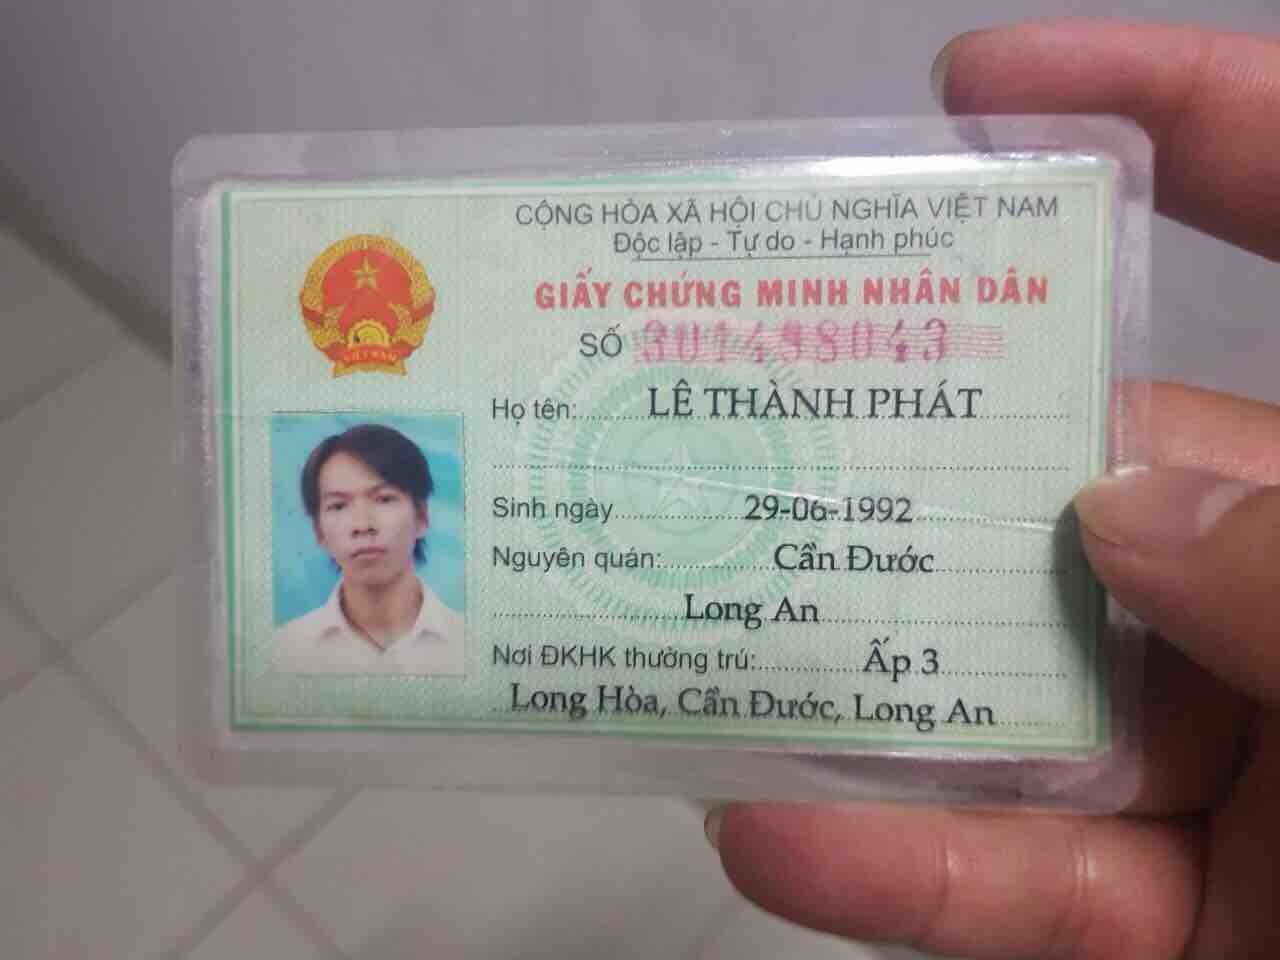 CỘNG HÒA XÃ HỘI CHỦ NGHĨA VIỆT NAM
Độc lập - Tự do - Hạnh phúc
GIẤY CHỨNG MINH NHÂN DÂN
SỐ 301438043
VIỆT NAM
Họ tên: LÊ THÀNH PHÁT
Sinh ngày 29-06-1992
Nguyên quán: Cần Đước
Long An
Nơi ĐKHK thường trú: Ấp 3
Long Hòa, Cần Đước, Long An